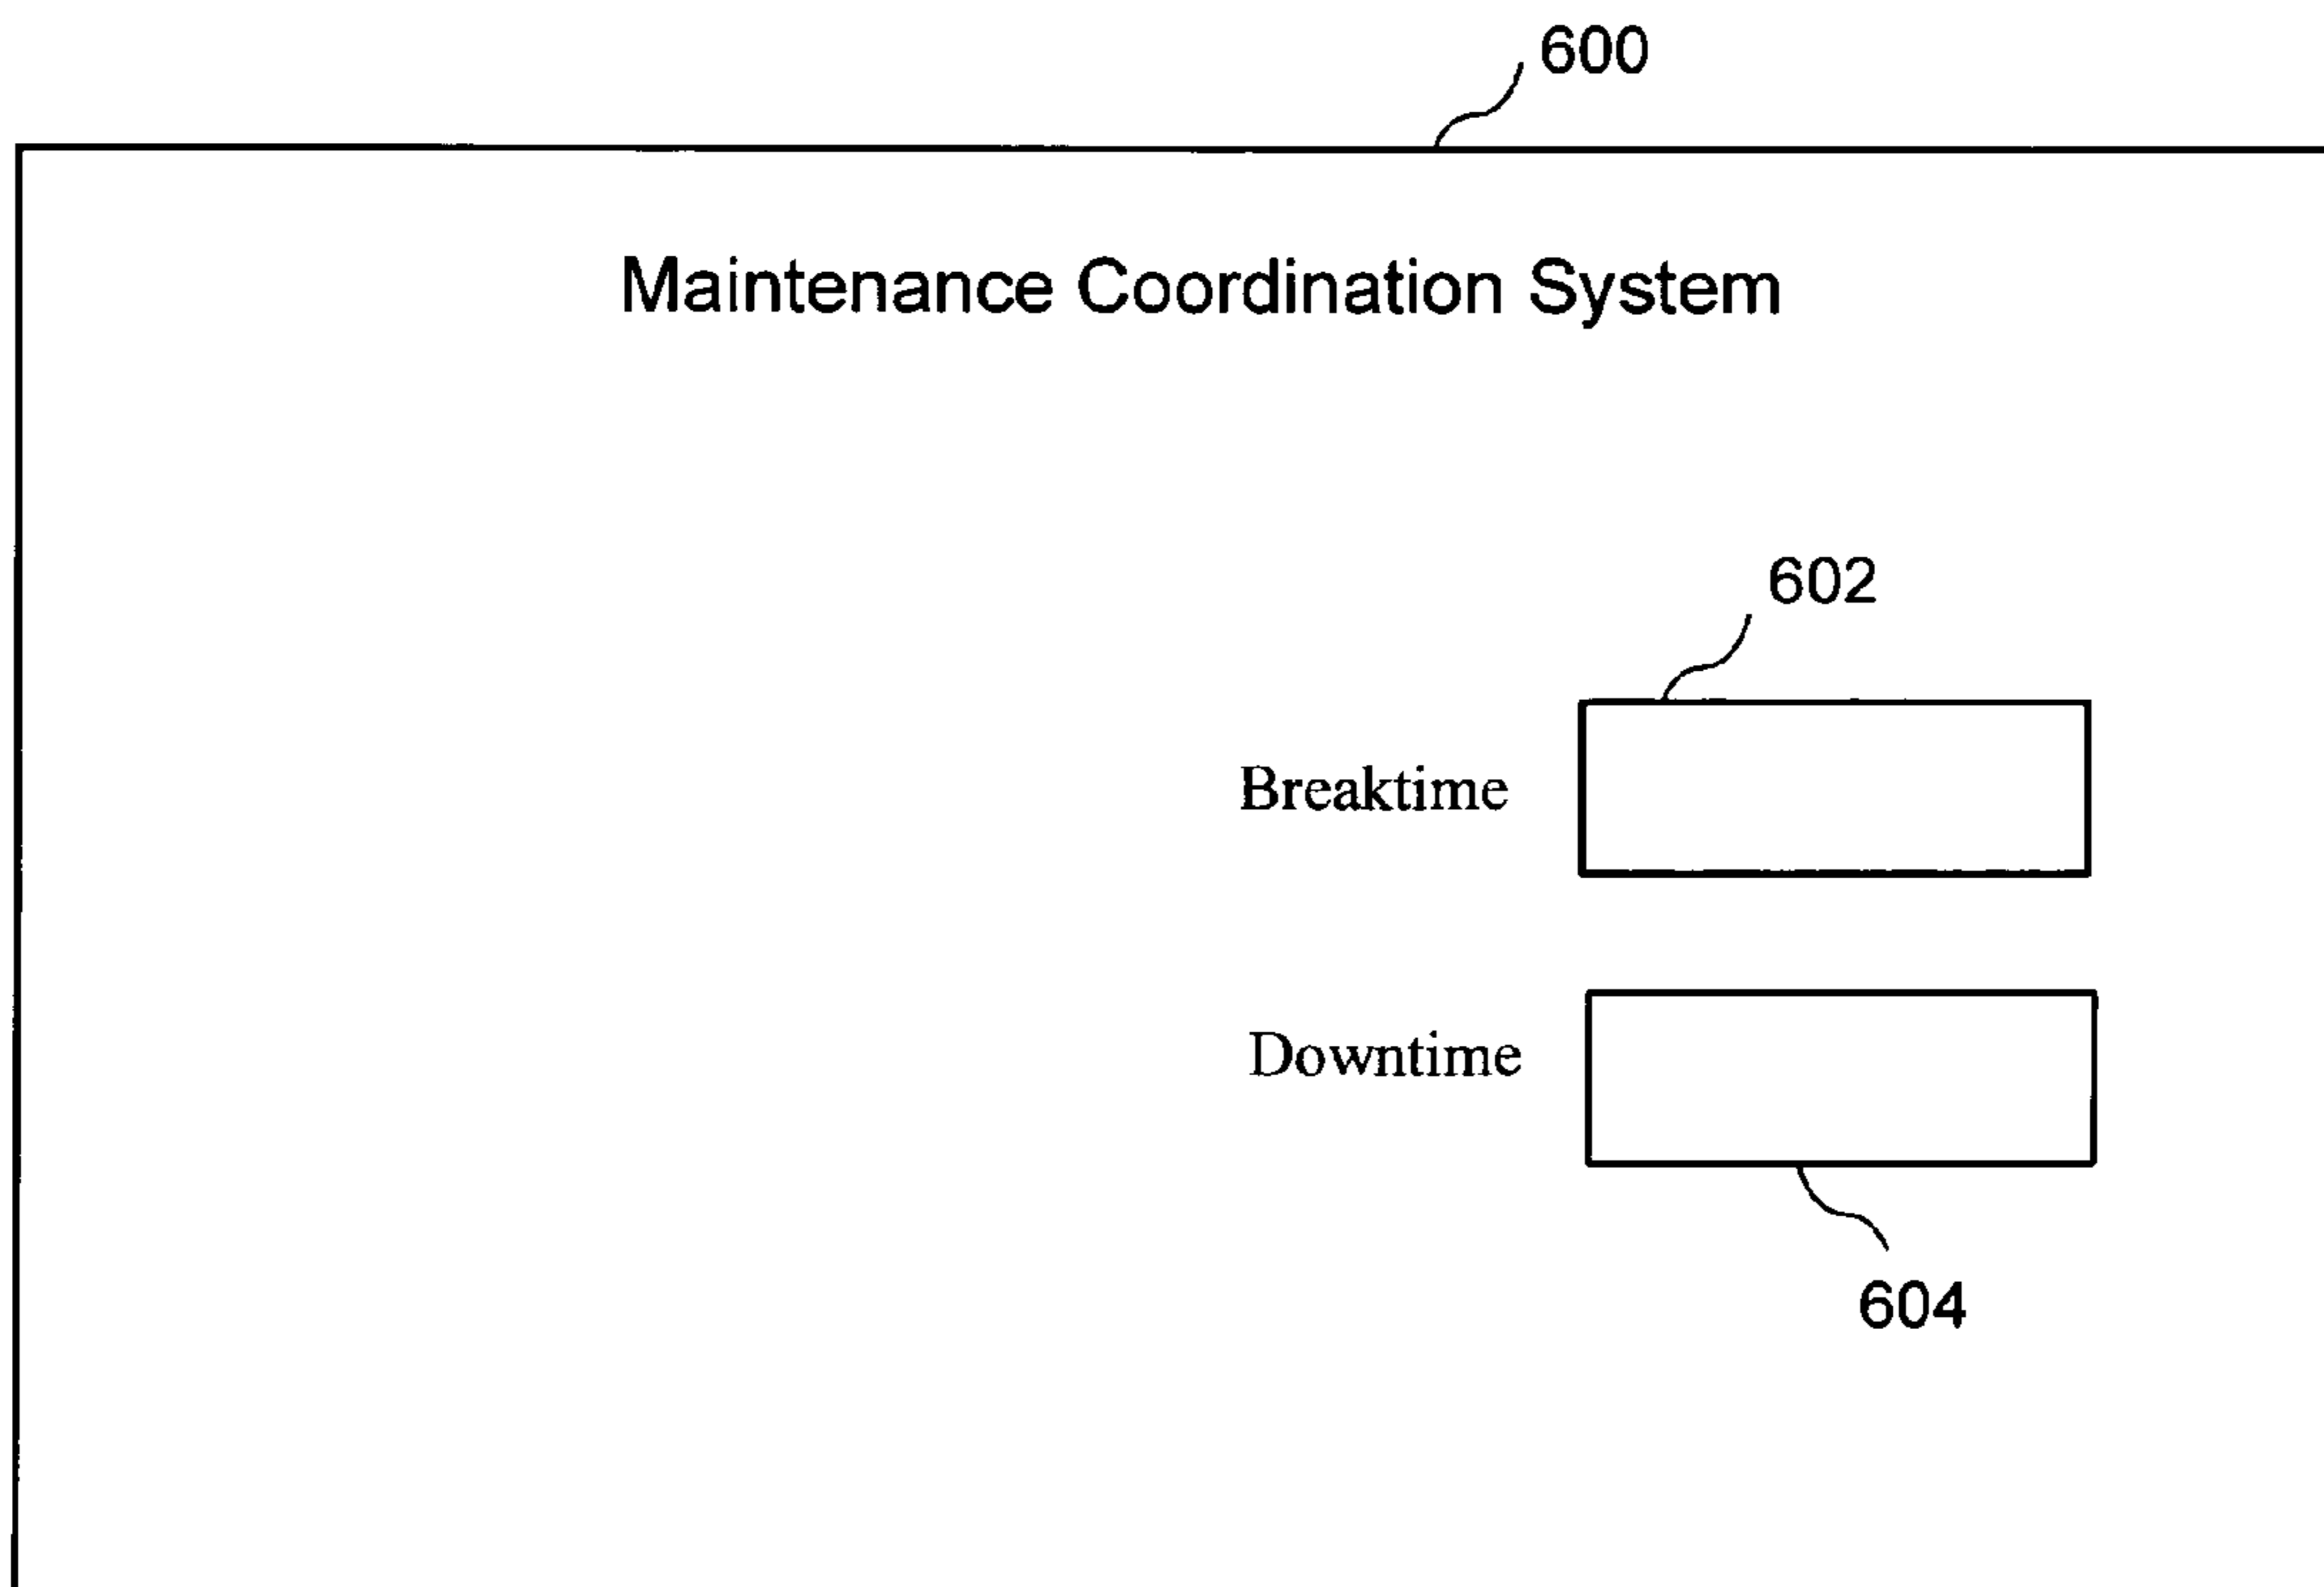 600
Maintenance Coordination System
602
Breaktime
Downtime
604